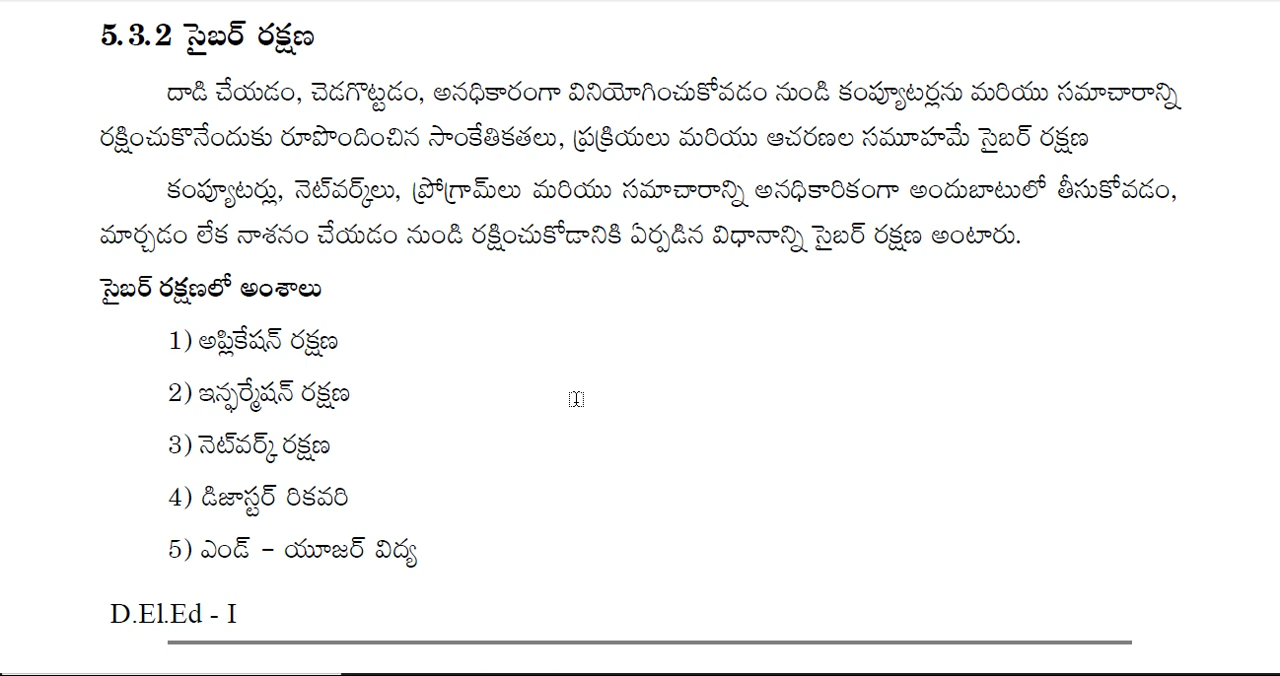 5.3.2 సైబర్ రక్షణ
దాడి చేయడం, చెడగొట్టడం, అనధికారంగా వినియోగించుకోవడం నుండి కంప్యూటర్లను మరియు సమాచారాన్ని
రక్షించుకొనేందుకు రూపొందించిన సాంకేతికతలు, ప్రక్రియలు మరియు ఆచరణల సమూహమే సైబర్ రక్షణ
కంప్యూటర్లు, నెట్‌వర్క్‌లు, ప్రోగ్రామ్‌లు మరియు సమాచారాన్ని అనధికారికంగా అందుబాటులో తీసుకోవడం,
మార్చడం లేక నాశనం చేయడం నుండి రక్షించుకోడానికి ఏర్పడిన విధానాన్ని సైబర్ రక్షణ అంటారు.
సైబర్ రక్షణలో అంశాలు
1) అప్లికేషన్ రక్షణ
2) ఇన్ఫర్మేషన్ రక్షణ
3) నెట్‌వర్క్ రక్షణ
4) డిజాస్టర్ రికవరి
5) ఎండ్ - యూజర్ విద్య
D.El.Ed - I